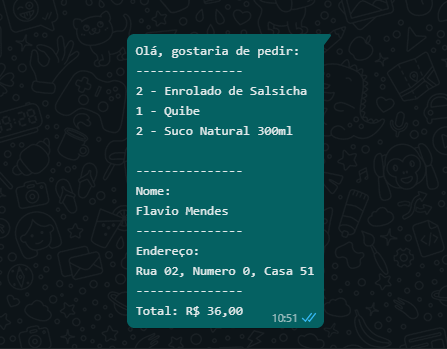 Olá, gostaria de pedir:
---------------
2 - Enrolado de Salsicha
1 - Quibe
2 - Suco Natural 300ml
---------------
Nome:
Flavio Mendes
---------------
Endereço:
Rua 02, Numero 0, Casa 51
---------------
Total: R$ 36,00
10:51